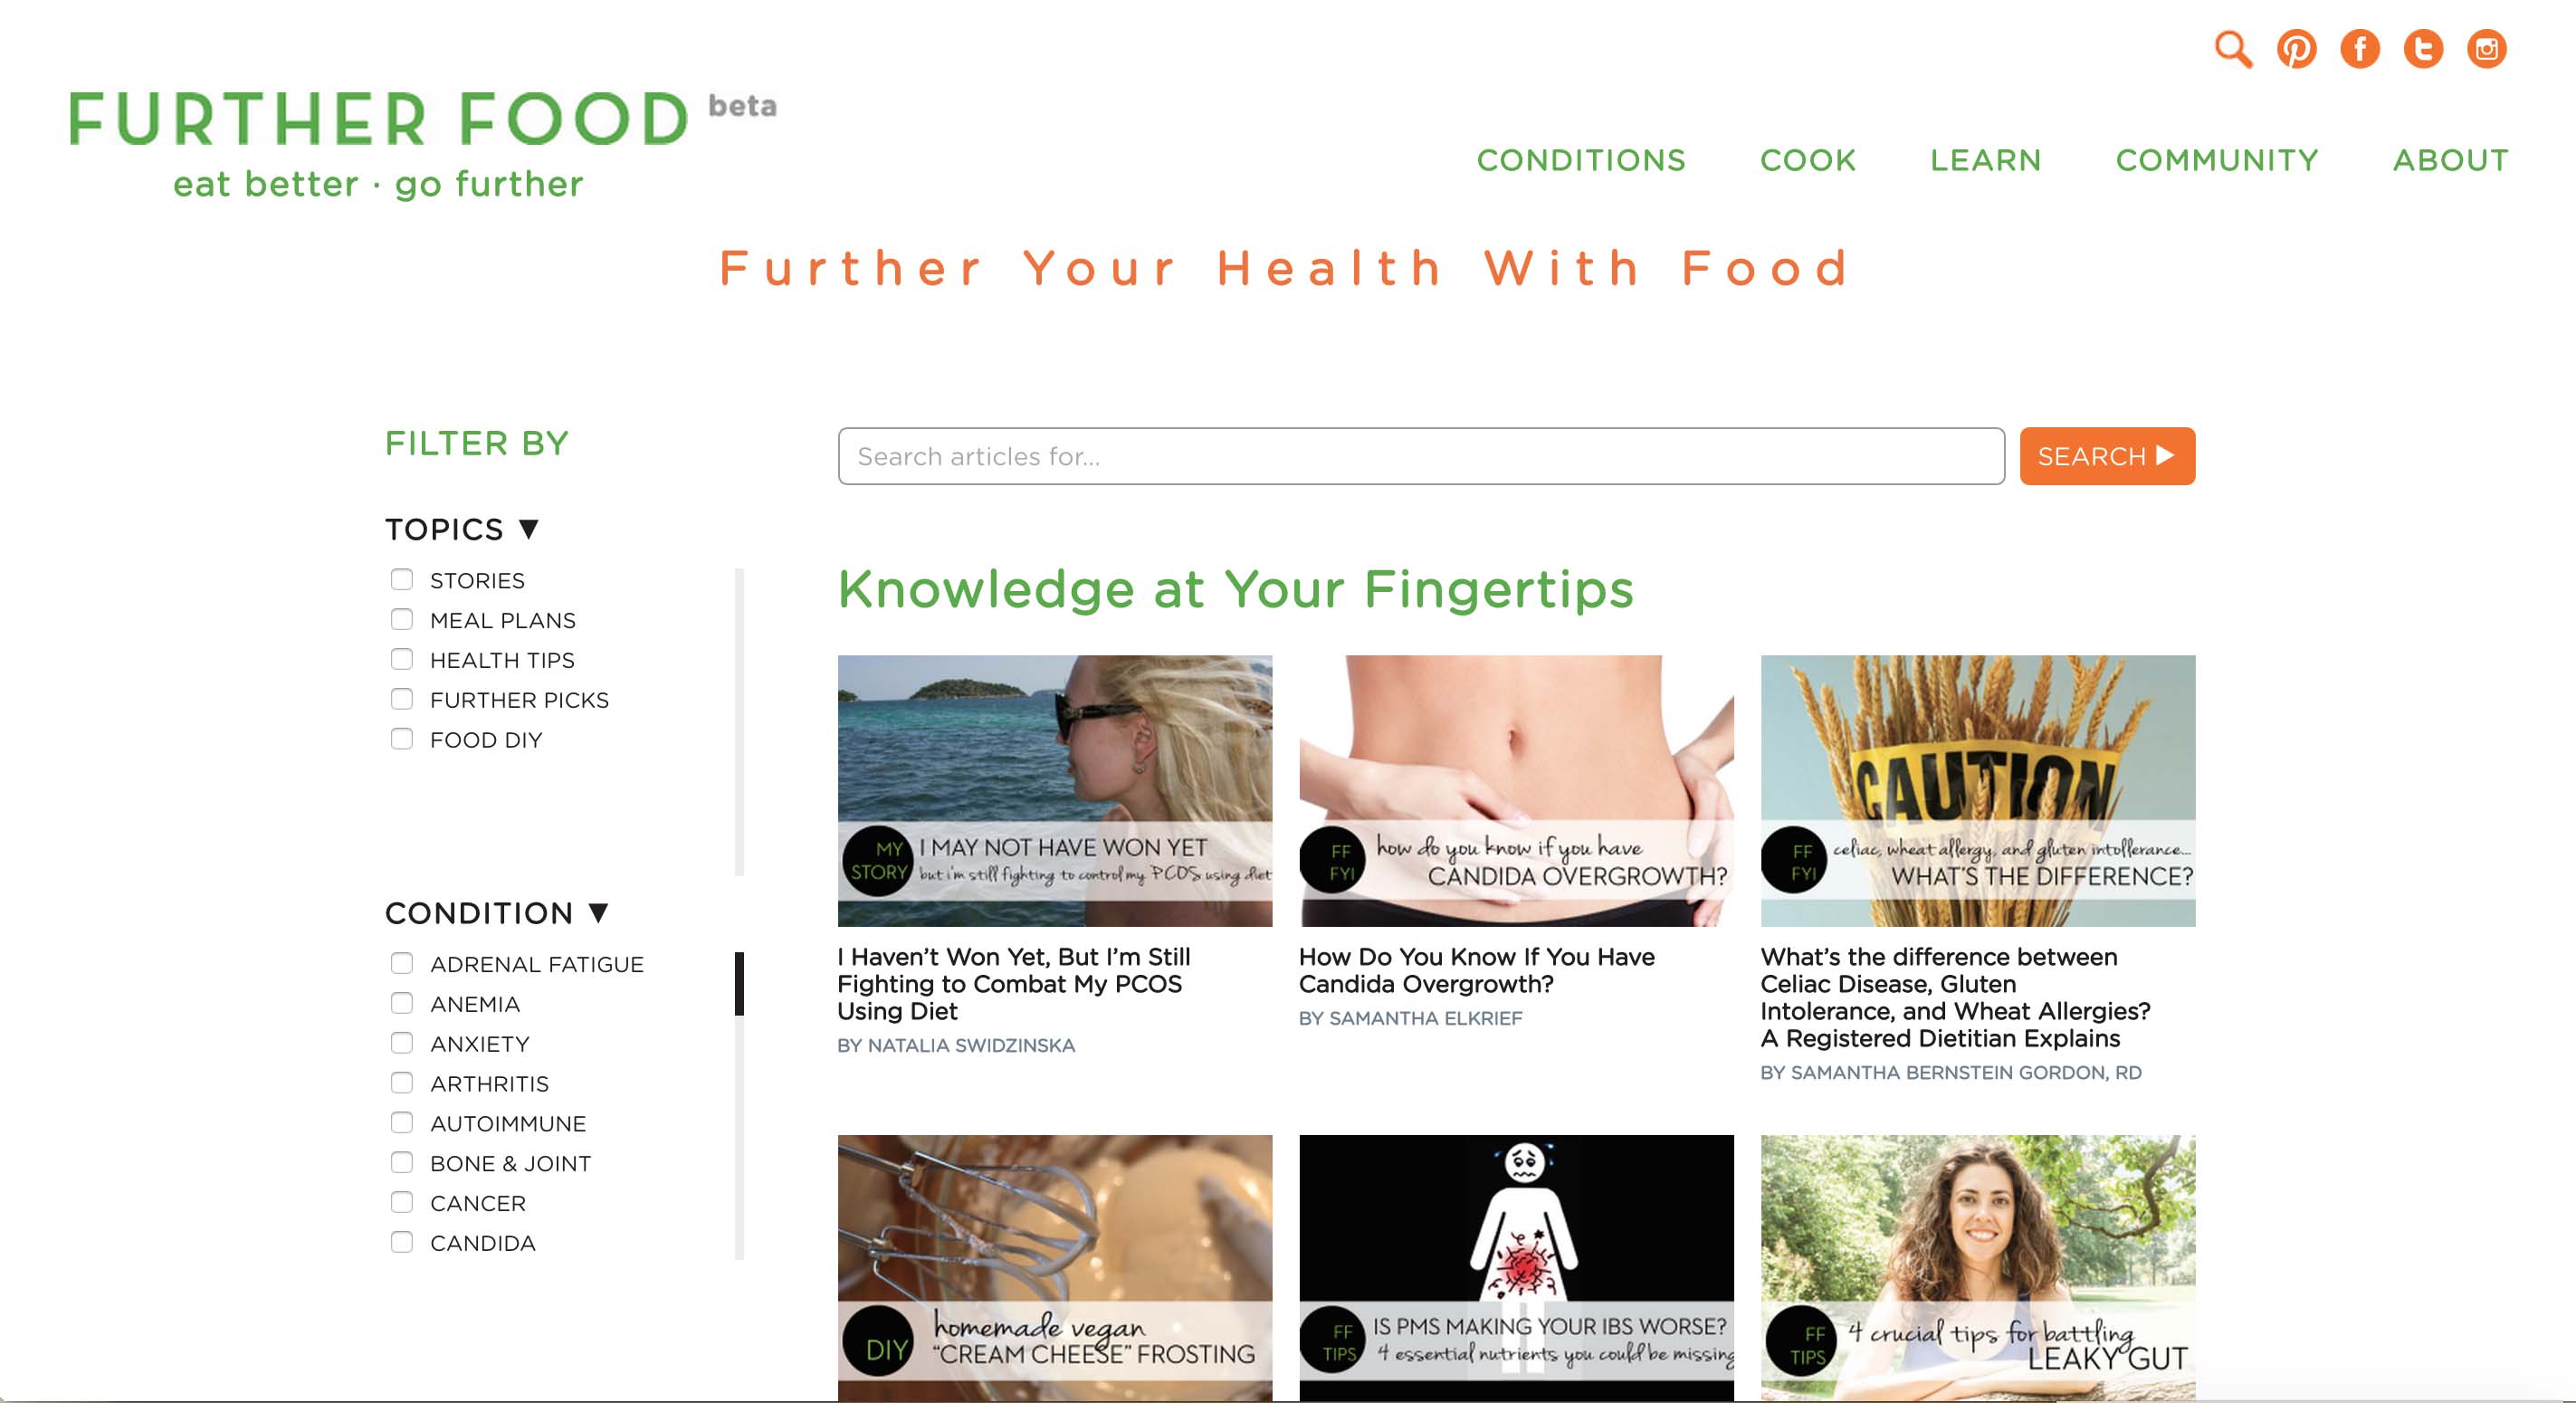 FURTHER FOOD beta
eat better · go further
CONDITIONS COOK LEARN COMMUNITY ABOUT
Further Your Health With Food
FILTER BY
TOPICS ▼
STORIES
MEAL PLANS
HEALTH TIPS
FURTHER PICKS
FOOD DIY
CONDITION ▼
ADRENAL FATIGUE
ANEMIA
ANXIETY
ARTHRITIS
AUTOIMMUNE
BONE & JOINT
CANCER
CANDIDA
Search articles for...
SEARCH ▶
Knowledge at Your Fingertips
MY
STORY
I MAY NOT HAVE WON YET
but i'm still fighting to control my PCOS using diet
I Haven’t Won Yet, But I’m Still
Fighting to Combat My PCOS
Using Diet
BY NATALIA SWIDZINSKA
FF
FYI
how do you know if you have
CANDIDA OVERGROWTH?
How Do You Know If You Have
Candida Overgrowth?
BY SAMANTHA ELKRIEF
CAUTION
FF
FYI
celiac, wheat allergy, and gluten intollerance...
WHAT'S THE DIFFERENCE?
What’s the difference between
Celiac Disease, Gluten
Intolerance, and Wheat Allergies?
A Registered Dietitian Explains
BY SAMANTHA BERNSTEIN GORDON, RD
DIY
homemade vegan
"CREAM CHEESE" FROSTING
FF
TIPS
IS PMS MAKING YOUR IBS WORSE?
4 essential nutrients you could be missing
FF
TIPS
4 crucial tips for battling
LEAKY GUT